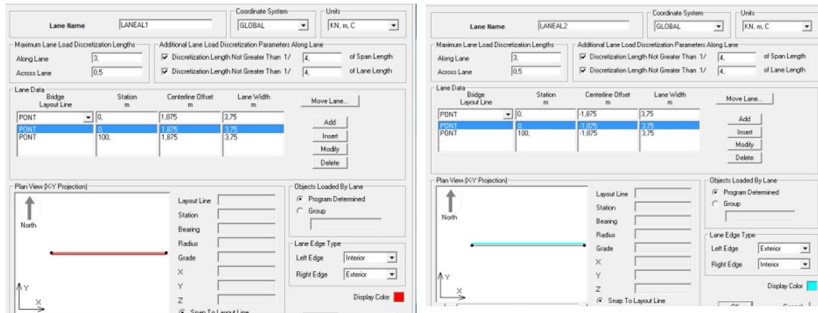 Coordinate System
Units
Lane Name
LANEAL1
GLOBAL
KN, m, C
Maximum Lane Load Discretization Lengths
Additional Lane Load Discretization Parameters Along Lane
Along Lane
3,
Discretization Length Not Greater Than 1/
4,
of Span Length
Across Lane
0,5
Discretization Length Not Greater Than 1/
4,
of Lane Length
Lane Data
Bridge
Layout Line
Station
m
Centerline Offset
m
Lane Width
m
Move Lane...
PONT
0,
1,875
3,75
PONT
0,
1,875
3,75
PONT
100,
1,875
3,75
Add
Insert
Modify
Delete
Plan View (X-Y Projection)
North
Y
X
Layout Line
Station
Bearing
Radius
Grade
X
Y
Z
Snap To Layout Line
Objects Loaded By Lane
Program Determined
Group
Lane Edge Type
Left Edge
Interior
Right Edge
Exterior
Display Color
Coordinate System
Units
Lane Name
LANEAL2
GLOBAL
KN, m, C
Maximum Lane Load Discretization Lengths
Additional Lane Load Discretization Parameters Along Lane
Along Lane
3,
Discretization Length Not Greater Than 1/
4,
of Span Length
Across Lane
0,5
Discretization Length Not Greater Than 1/
4,
of Lane Length
Lane Data
Bridge
Layout Line
Station
m
Centerline Offset
m
Lane Width
m
Move Lane...
PONT
0,
-1,875
3,75
PONT
0,
-1,875
3,75
PONT
100,
-1,875
3,75
Add
Insert
Modify
Delete
Plan View (X-Y Projection)
North
Y
X
Layout Line
Station
Bearing
Radius
Grade
X
Y
Z
Snap To Layout Line
Objects Loaded By Lane
Program Determined
Group
Lane Edge Type
Left Edge
Exterior
Right Edge
Interior
Display Color